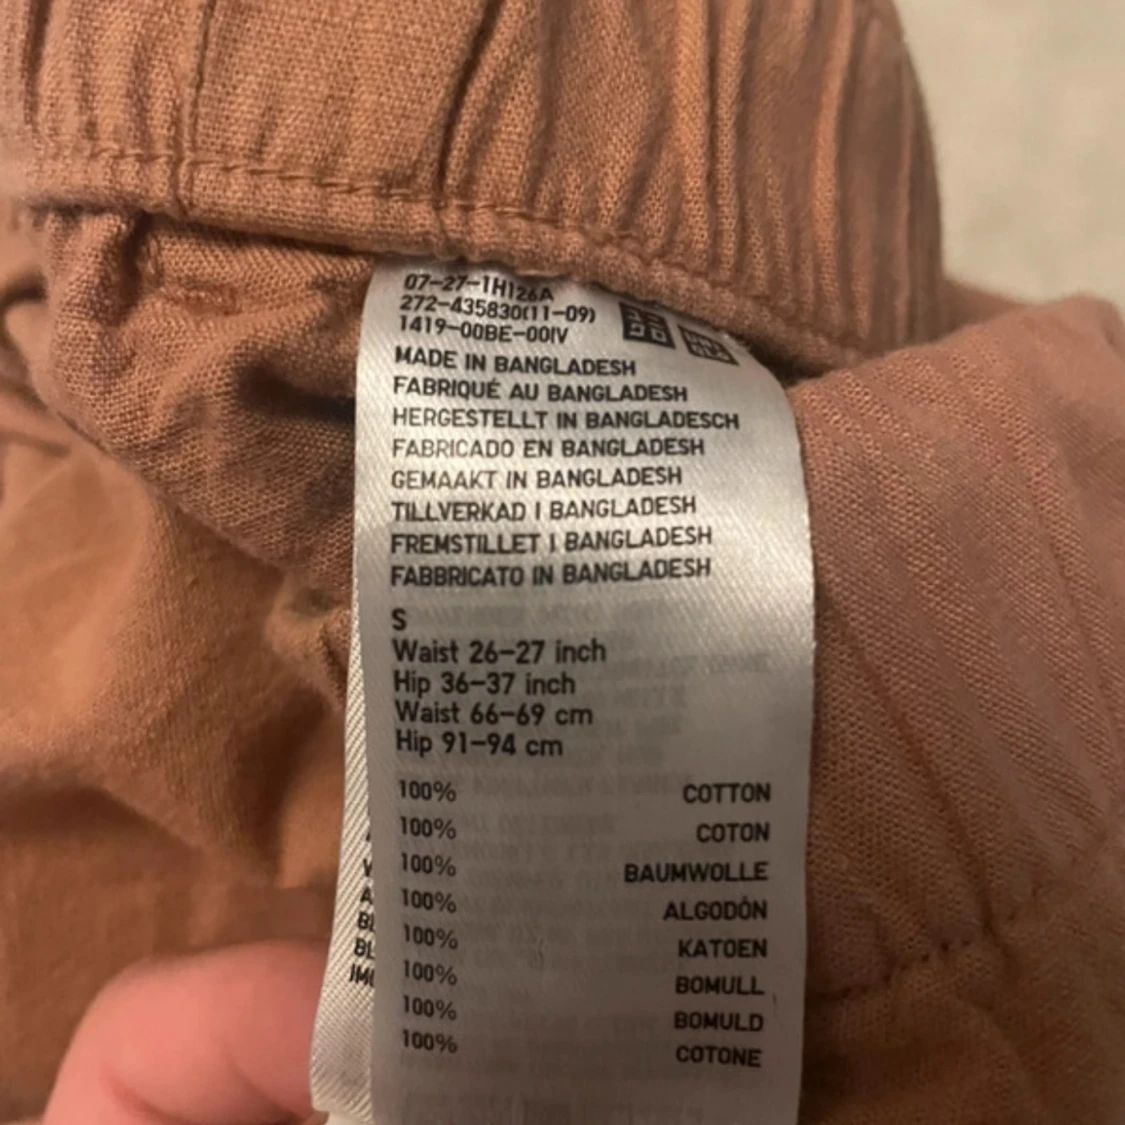 07-27-1H126A
272-435830(11-09)
1419-00BE-00IV
MADE IN BANGLADESH
FABRIQUÉ AU BANGLADESH
HERGESTELLT IN BANGLADESCH
FABRICADO EN BANGLADESH
GEMAAKT IN BANGLADESH
TILLVERKAD I BANGLADESH
FREMSTILLET I BANGLADESH
FABBRICATO IN BANGLADESH
S
Waist 26-27 inch
Hip 36-37 inch
Waist 66-69 cm
Hip 91-94 cm
100% COTTON
100% COTON
100% BAUMWOLLE
100% ALGODÓN
100% KATOEN
100% BOMULL
100% BOMULD
100% COTONE